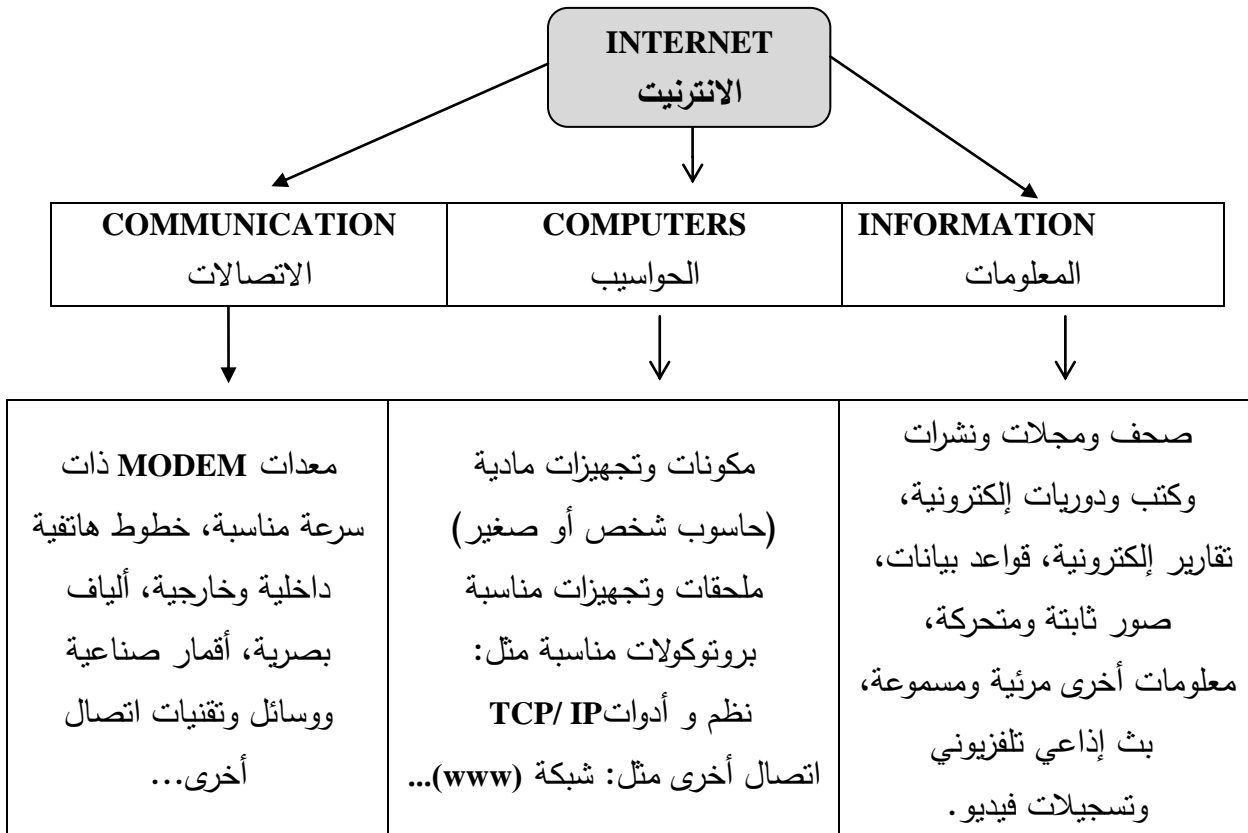 INTERNET
الانترنيت
COMMUNICATION
الاتصالات
COMPUTERS
الحواسيب
INFORMATION
المعلومات
معدات MODEM ذات
سرعة مناسبة، خطوط هاتفية
داخلية وخارجية، ألياف
بصرية، أقمار صناعية
ووسائل وتقنيات اتصال
أخرى...
مكونات وتجهيزات مادية
(حاسوب شخص أو صغير)
ملحقات وتجهيزات مناسبة
بروتوكولات مناسبة مثل:
نظم و أدوات TCP/ IP
اتصال أخرى مثل: شبكة (www)...
صحف ومجلات ونشرات
وكتب ودوريات إلكترونية،
تقارير إلكترونية، قواعد بيانات،
صور ثابتة ومتحركة،
معلومات أخرى مرئية ومسموعة،
بث إذاعي تلفزيوني
وتسجيلات فيديو.